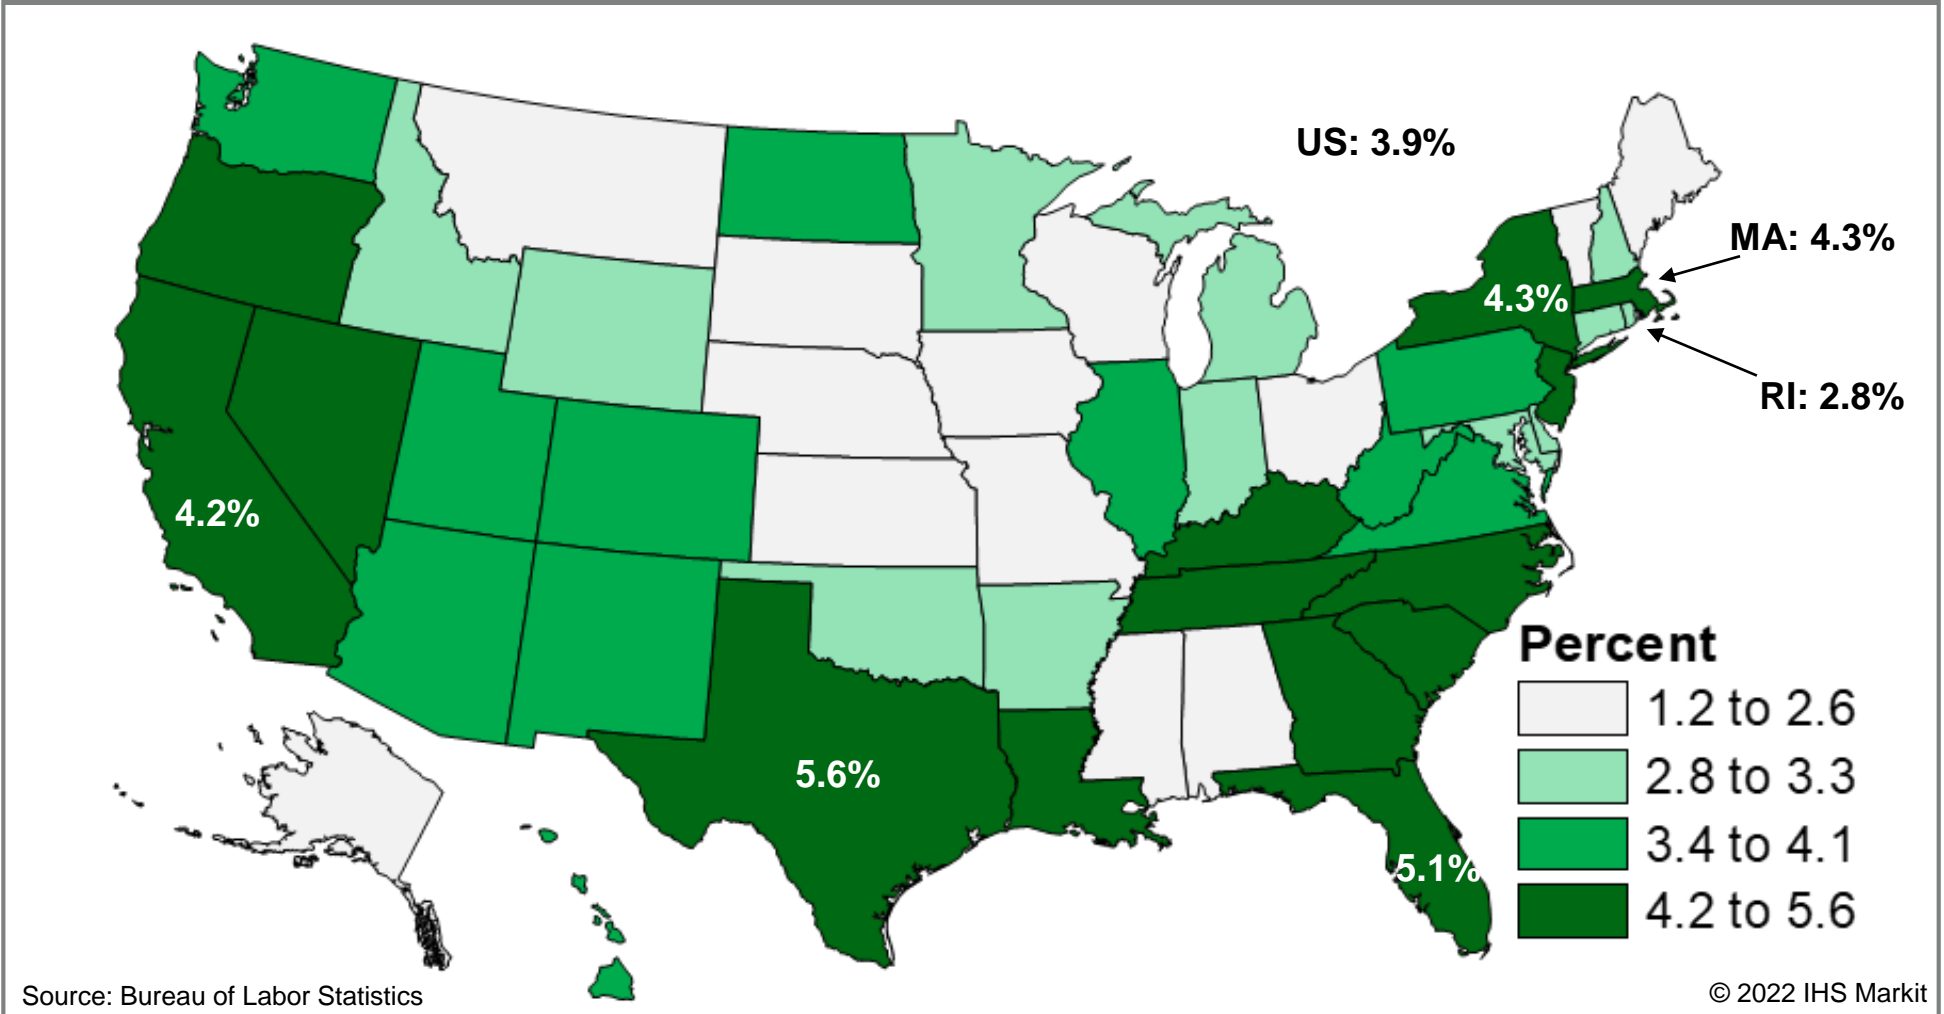 US: 3.9%
MA: 4.3%
4.3%
RI: 2.8%
4.2%
5.6%
5.1%
Percent
1.2 to 2.6
2.8 to 3.3
3.4 to 4.1
4.2 to 5.6
Source: Bureau of Labor Statistics
© 2022 IHS Markit